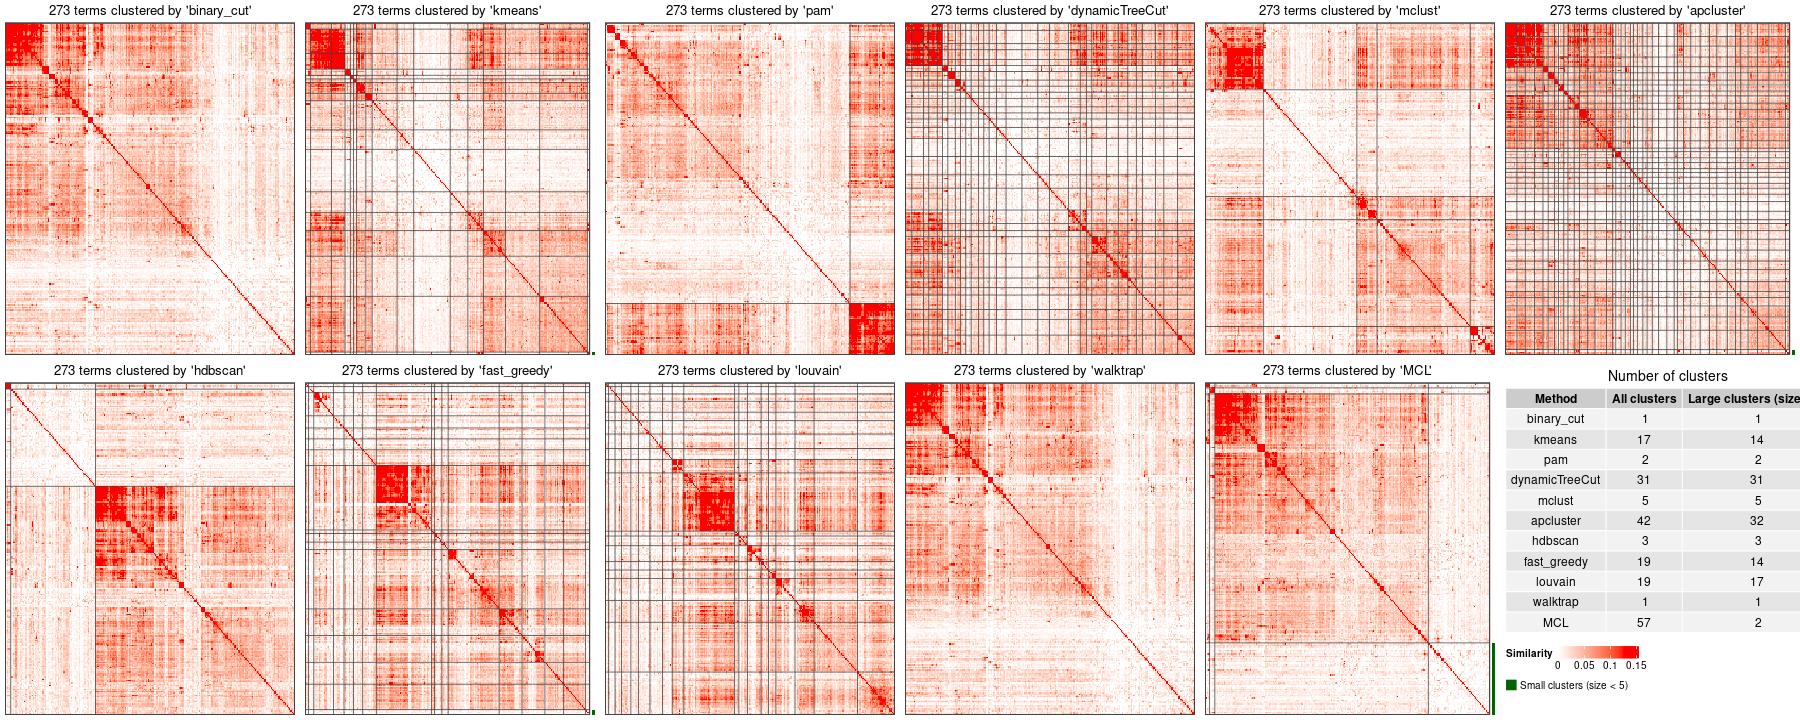 273 terms clustered by 'binary_cut'
273 terms clustered by 'kmeans'
273 terms clustered by 'pam'
273 terms clustered by 'dynamicTreeCut'
273 terms clustered by 'mclust'
273 terms clustered by 'apcluster'
273 terms clustered by 'hdbscan'
273 terms clustered by 'fast_greedy'
273 terms clustered by 'louvain'
273 terms clustered by 'walktrap'
273 terms clustered by 'MCL'
Number of clusters
Method All clusters Large clusters (size
binary_cut 1 1
kmeans 17 14
pam 2 2
dynamicTreeCut 31 31
mclust 5 5
apcluster 42 32
hdbscan 3 3
fast_greedy 19 14
louvain 19 17
walktrap 1 1
MCL 57 2
Similarity
0 0.05 0.1 0.15
Small clusters (size < 5)